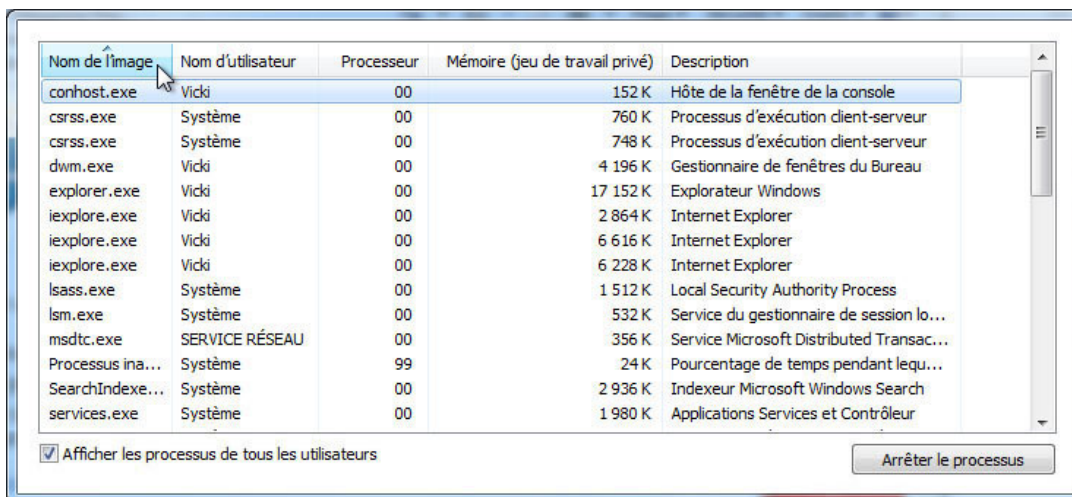 Nom de l'image Nom d'utilisateur Processeur Mémoire (jeu de travail privé) Description
conhost.exe Vicki 00 152 K Hôte de la fenêtre de la console
csrss.exe Système 00 760 K Processus d'exécution client-serveur
csrss.exe Système 00 748 K Processus d'exécution client-serveur
dwm.exe Vicki 00 4 196 K Gestionnaire de fenêtres du Bureau
explorer.exe Vicki 00 17 152 K Explorateur Windows
iexplore.exe Vicki 00 2 864 K Internet Explorer
iexplore.exe Vicki 00 6 616 K Internet Explorer
iexplore.exe Vicki 00 6 228 K Internet Explorer
lsass.exe Système 00 1 512 K Local Security Authority Process
lsm.exe Système 00 532 K Service du gestionnaire de session lo...
msdtc.exe SERVICE RÉSEAU 00 356 K Service Microsoft Distributed Transac...
Processus ina... Système 99 24 K Pourcentage de temps pendant lequ...
SearchIndexe... Système 00 2 936 K Indexeur Microsoft Windows Search
services.exe Système 00 1 980 K Applications Services et Contrôleur
Afficher les processus de tous les utilisateurs
Arrêter le processus